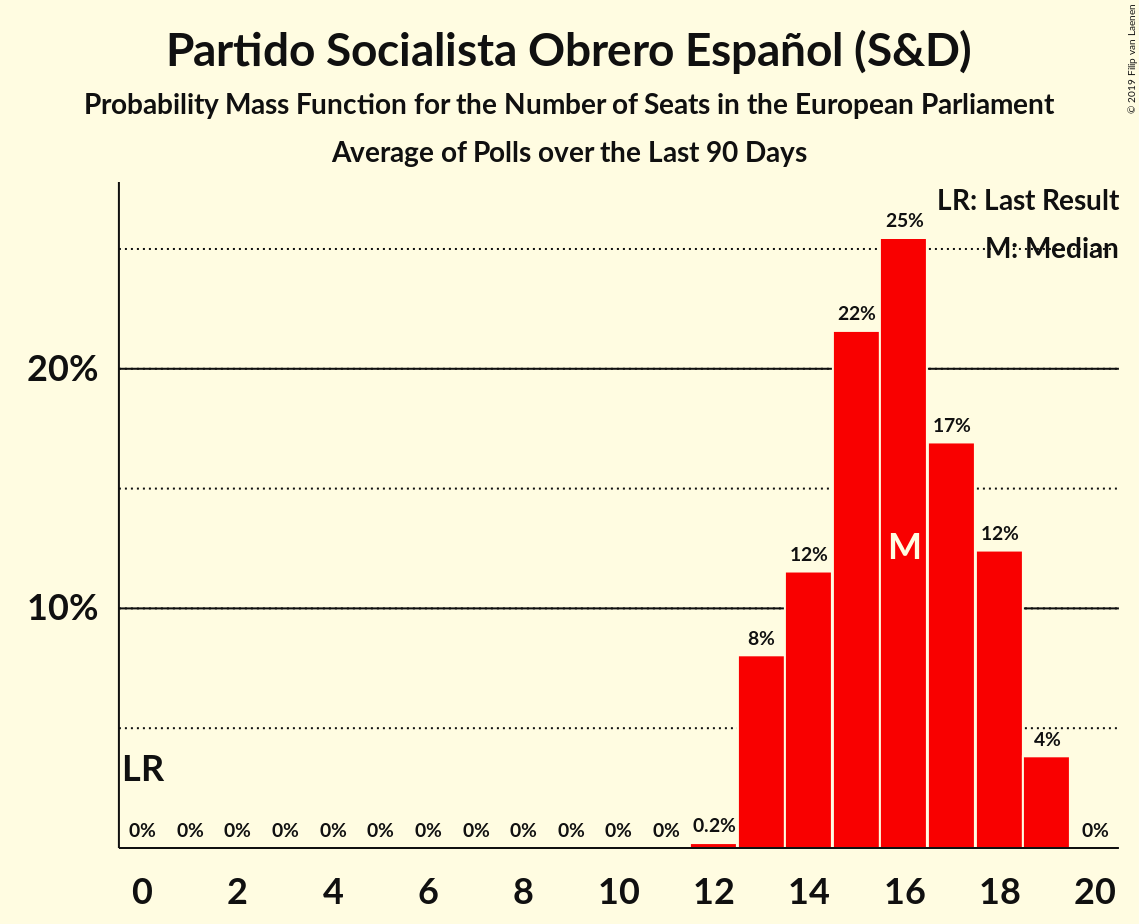 Partido Socialista Obrero Español (S&D)
Probability Mass Function for the Number of Seats in the European Parliament
Average of Polls over the Last 90 Days
© 2019 Filip van Laenen
LR: Last Result
M: Median
25%
22%
20%
17%
12%
12%
M
10%
8%
4%
LR
0% 0% 0% 0% 0% 0% 0% 0% 0% 0% 0% 0% 0.2% 0%
0 2 4 6 8 10 12 14 16 18 20